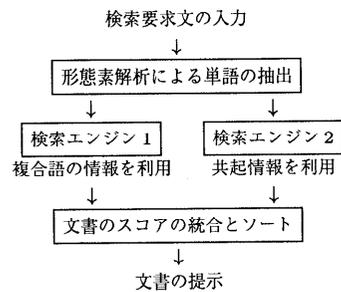 検索要求文の入力
形態素解析による単語の抽出
検索エンジン1
検索エンジン2
複合語の情報を利用
共起情報を利用
文書のスコアの統合とソート
文書の提示